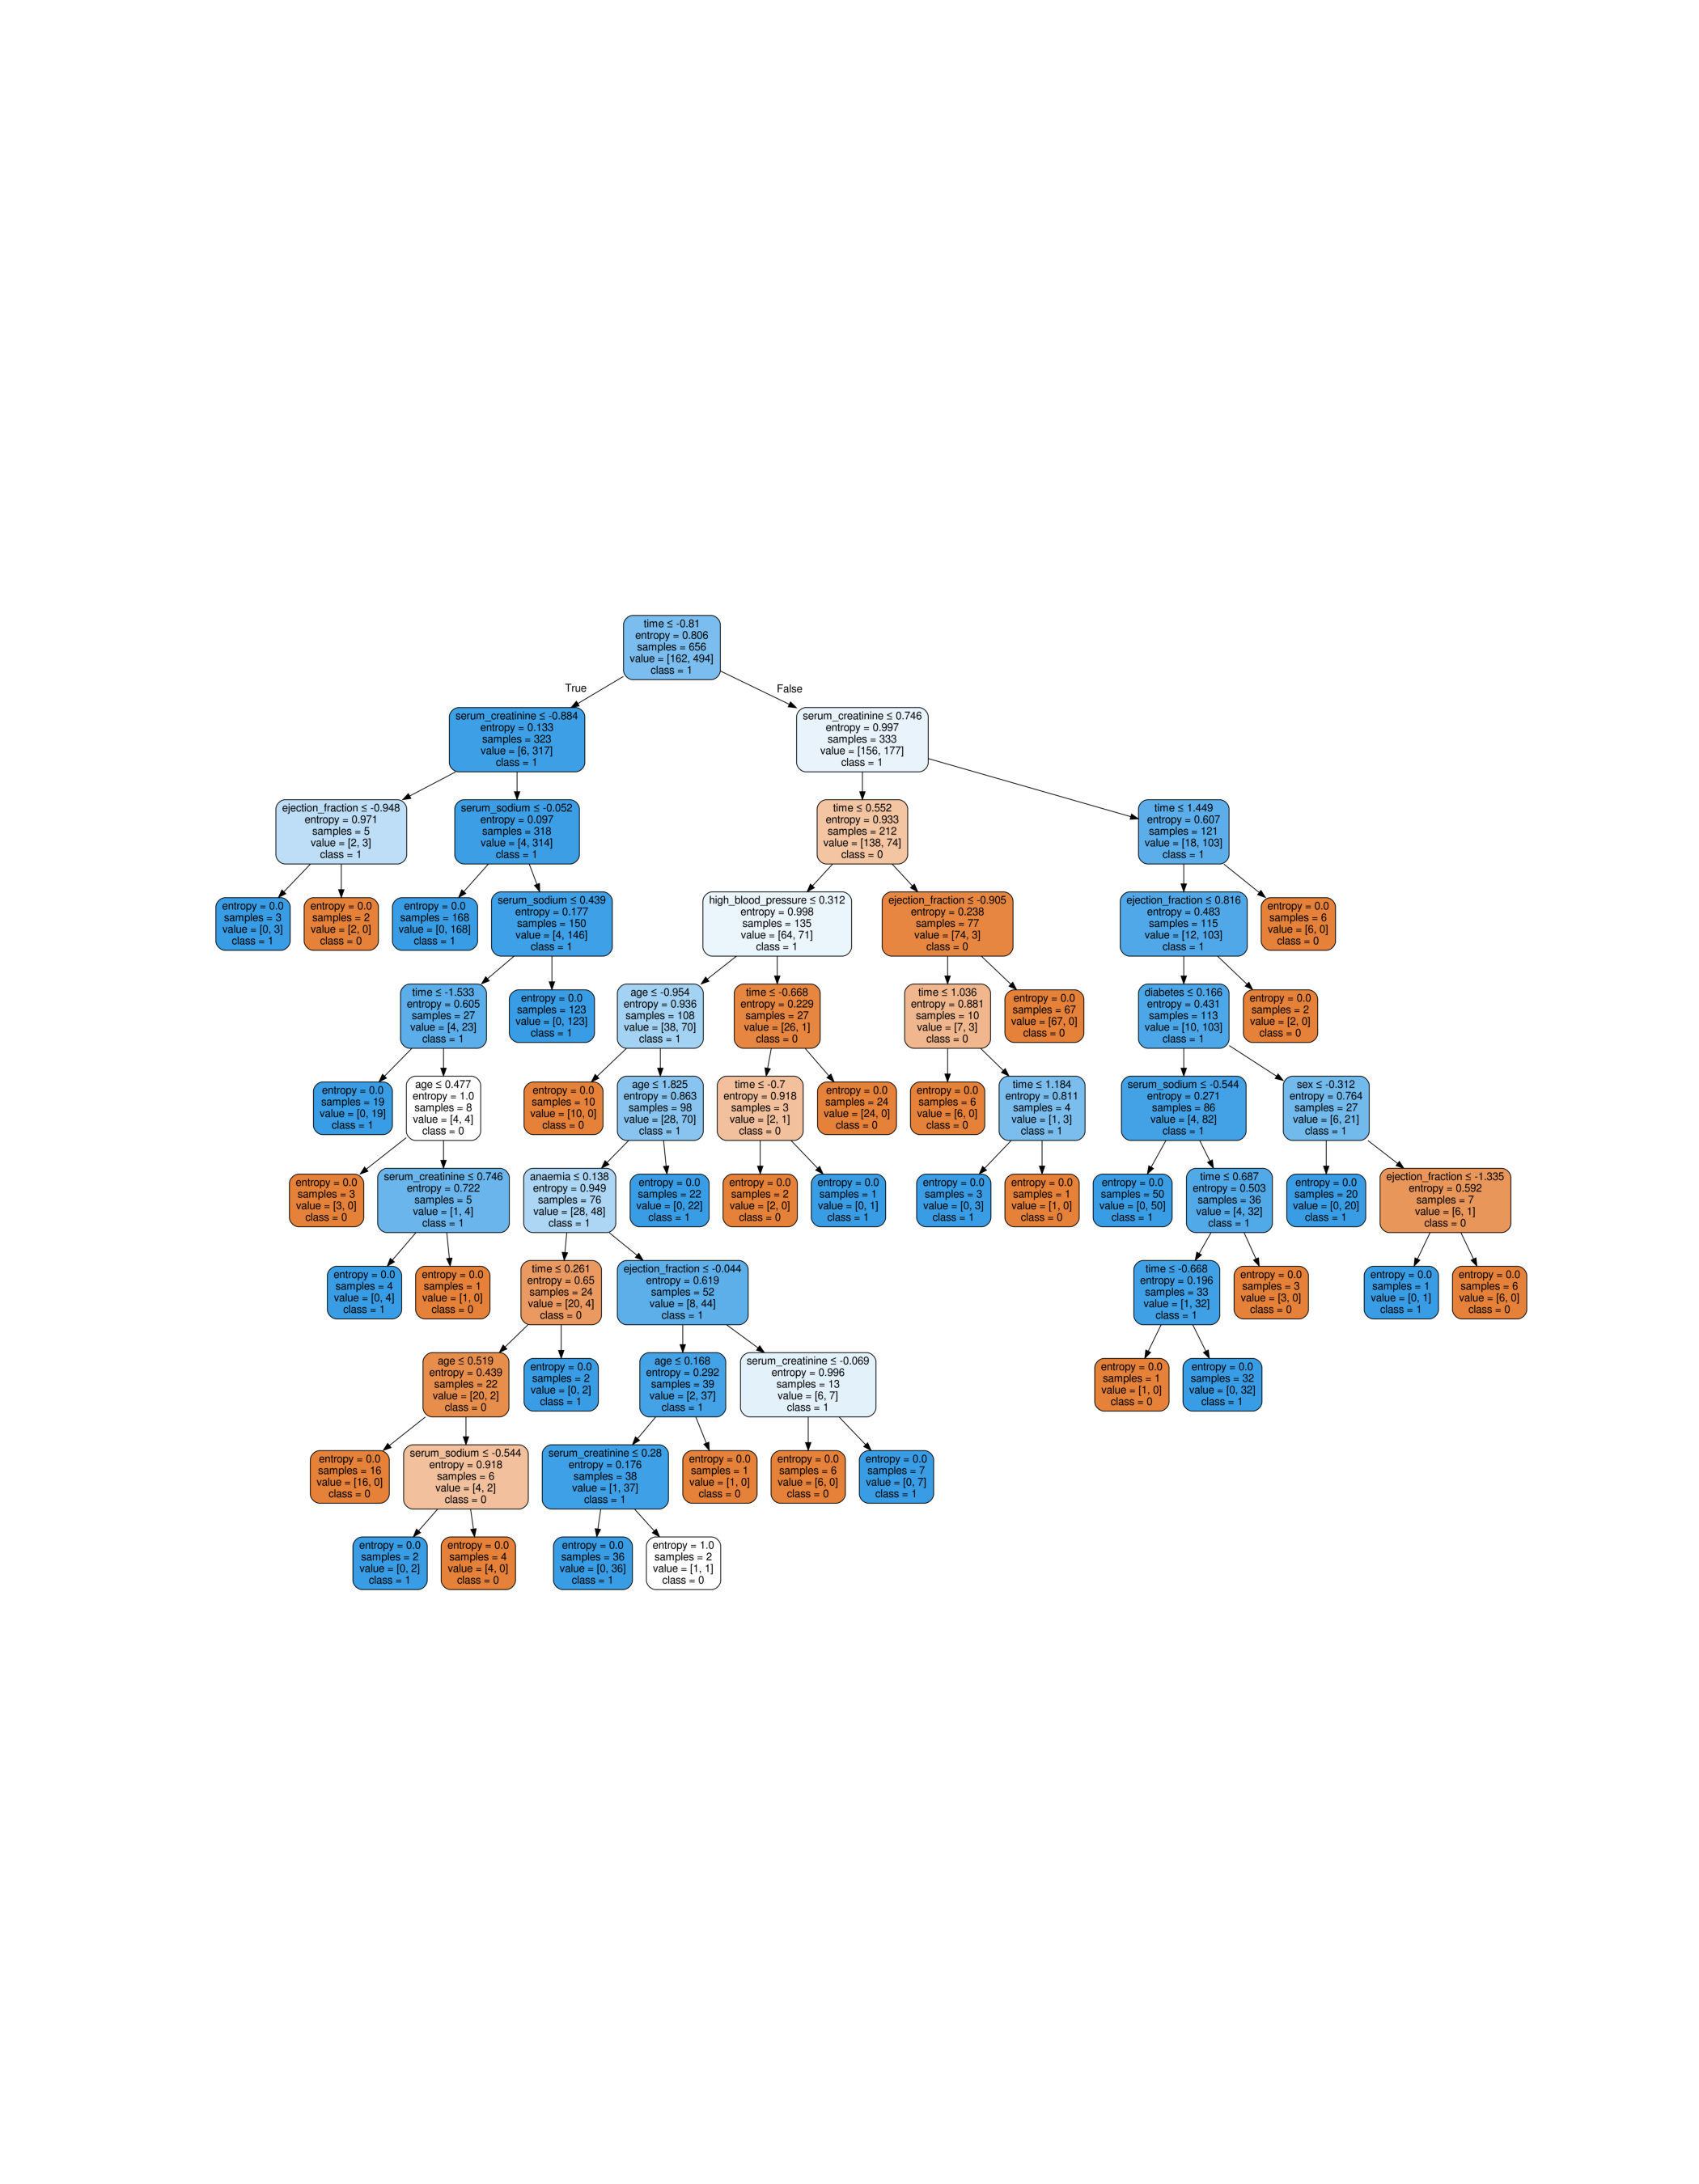 time ≤ -0.81
entropy = 0.806
samples = 656
value = [162, 494]
class = 1
True
False
serum_creatinine ≤ -0.884
entropy = 0.133
samples = 323
value = [6, 317]
class = 1
serum_creatinine ≤ 0.746
entropy = 0.997
samples = 333
value = [156, 177]
class = 1
ejection_fraction ≤ -0.948
entropy = 0.971
samples = 5
value = [2, 3]
class = 1
serum_sodium ≤ -0.052
entropy = 0.097
samples = 318
value = [4, 314]
class = 1
time ≤ 0.552
entropy = 0.933
samples = 212
value = [138, 74]
class = 0
time ≤ 1.449
entropy = 0.607
samples = 121
value = [18, 103]
class = 1
entropy = 0.0
samples = 3
value = [0, 3]
class = 1
entropy = 0.0
samples = 2
value = [2, 0]
class = 0
entropy = 0.0
samples = 168
value = [0, 168]
class = 1
serum_sodium ≤ 0.439
entropy = 0.177
samples = 150
value = [4, 146]
class = 1
high_blood_pressure ≤ 0.312
entropy = 0.998
samples = 135
value = [64, 71]
class = 1
ejection_fraction ≤ -0.905
entropy = 0.238
samples = 77
value = [74, 3]
class = 0
ejection_fraction ≤ 0.816
entropy = 0.483
samples = 115
value = [12, 103]
class = 1
entropy = 0.0
samples = 6
value = [6, 0]
class = 0
time ≤ -1.533
entropy = 0.605
samples = 27
value = [4, 23]
class = 1
entropy = 0.0
samples = 123
value = [0, 123]
class = 1
age ≤ -0.954
entropy = 0.936
samples = 108
value = [38, 70]
class = 1
time ≤ -0.668
entropy = 0.229
samples = 27
value = [26, 1]
class = 0
time ≤ 1.036
entropy = 0.881
samples = 10
value = [7, 3]
class = 0
entropy = 0.0
samples = 67
value = [67, 0]
class = 0
diabetes ≤ 0.166
entropy = 0.431
samples = 113
value = [10, 103]
class = 1
entropy = 0.0
samples = 2
value = [2, 0]
class = 0
entropy = 0.0
samples = 19
value = [0, 19]
class = 1
age ≤ 0.477
entropy = 1.0
samples = 8
value = [4, 4]
class = 0
entropy = 0.0
samples = 10
value = [10, 0]
class = 0
age ≤ 1.825
entropy = 0.863
samples = 98
value = [28, 70]
class = 1
time ≤ -0.7
entropy = 0.918
samples = 3
value = [2, 1]
class = 0
entropy = 0.0
samples = 24
value = [24, 0]
class = 0
entropy = 0.0
samples = 6
value = [6, 0]
class = 0
time ≤ 1.184
entropy = 0.811
samples = 4
value = [1, 3]
class = 1
serum_sodium ≤ -0.544
entropy = 0.271
samples = 86
value = [4, 82]
class = 1
sex ≤ -0.312
entropy = 0.764
samples = 27
value = [6, 21]
class = 1
entropy = 0.0
samples = 3
value = [3, 0]
class = 0
serum_creatinine ≤ 0.746
entropy = 0.722
samples = 5
value = [1, 4]
class = 1
anaemia ≤ 0.138
entropy = 0.949
samples = 76
value = [28, 48]
class = 1
entropy = 0.0
samples = 22
value = [0, 22]
class = 1
entropy = 0.0
samples = 2
value = [2, 0]
class = 0
entropy = 0.0
samples = 1
value = [0, 1]
class = 1
entropy = 0.0
samples = 3
value = [0, 3]
class = 1
entropy = 0.0
samples = 1
value = [1, 0]
class = 0
entropy = 0.0
samples = 50
value = [0, 50]
class = 1
time ≤ 0.687
entropy = 0.503
samples = 36
value = [4, 32]
class = 1
entropy = 0.0
samples = 20
value = [0, 20]
class = 1
ejection_fraction ≤ -1.335
entropy = 0.592
samples = 7
value = [6, 1]
class = 0
entropy = 0.0
samples = 4
value = [0, 4]
class = 1
entropy = 0.0
samples = 1
value = [1, 0]
class = 0
time ≤ 0.261
entropy = 0.65
samples = 24
value = [20, 4]
class = 0
ejection_fraction ≤ -0.044
entropy = 0.619
samples = 52
value = [8, 44]
class = 1
time ≤ -0.668
entropy = 0.196
samples = 33
value = [1, 32]
class = 1
entropy = 0.0
samples = 3
value = [3, 0]
class = 0
entropy = 0.0
samples = 1
value = [0, 1]
class = 1
entropy = 0.0
samples = 6
value = [6, 0]
class = 0
age ≤ 0.519
entropy = 0.439
samples = 22
value = [20, 2]
class = 0
entropy = 0.0
samples = 2
value = [0, 2]
class = 1
age ≤ 0.168
entropy = 0.292
samples = 39
value = [2, 37]
class = 1
serum_creatinine ≤ -0.069
entropy = 0.996
samples = 13
value = [6, 7]
class = 1
entropy = 0.0
samples = 1
value = [1, 0]
class = 0
entropy = 0.0
samples = 32
value = [0, 32]
class = 1
entropy = 0.0
samples = 16
value = [16, 0]
class = 0
serum_sodium ≤ -0.544
entropy = 0.918
samples = 6
value = [4, 2]
class = 0
serum_creatinine ≤ 0.28
entropy = 0.176
samples = 38
value = [1, 37]
class = 1
entropy = 0.0
samples = 1
value = [1, 0]
class = 0
entropy = 0.0
samples = 6
value = [6, 0]
class = 0
entropy = 0.0
samples = 7
value = [0, 7]
class = 1
entropy = 0.0
samples = 2
value = [0, 2]
class = 1
entropy = 0.0
samples = 4
value = [4, 0]
class = 0
entropy = 0.0
samples = 36
value = [0, 36]
class = 1
entropy = 1.0
samples = 2
value = [1, 1]
class = 0